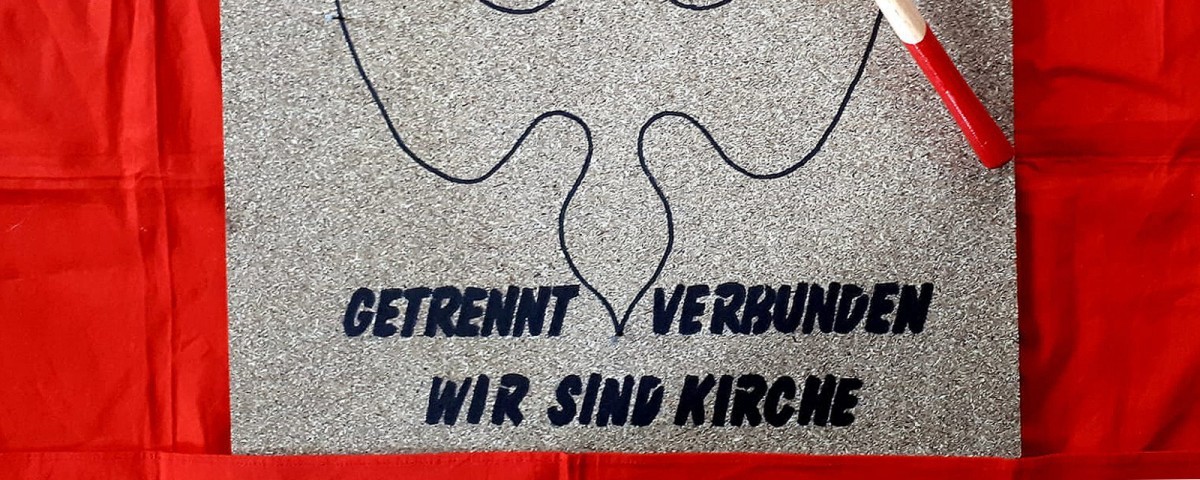 GETRENNT VERBUNDEN
WIR SIND KIRCHE